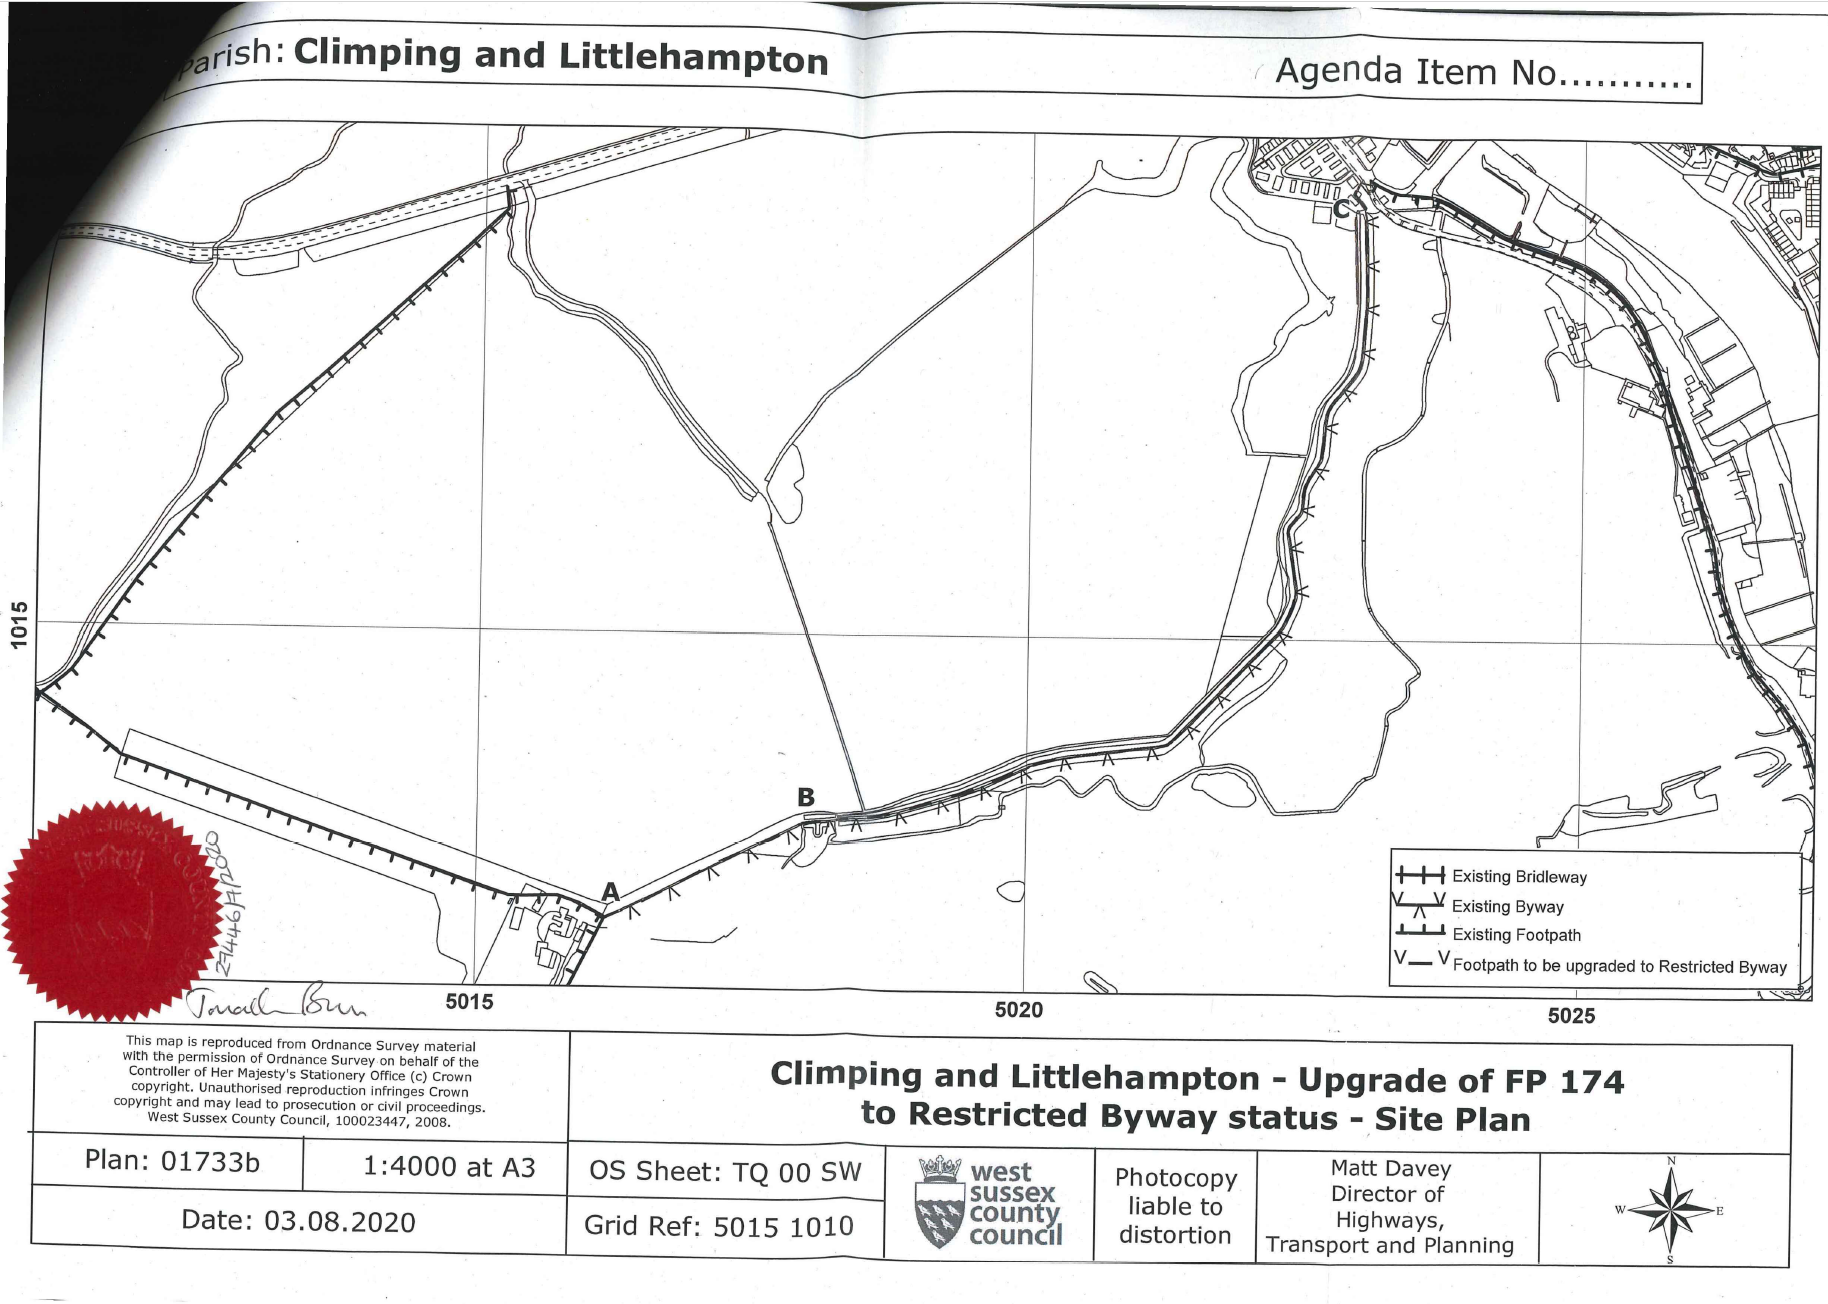 Parish: Climping and Littlehampton
Agenda Item No...........
C
B
A
1015
5015
5020
5025
Existing Bridleway
Existing Byway
Existing Footpath
Footpath to be upgraded to Restricted Byway
27446/7/2020
This map is reproduced from Ordnance Survey material
with the permission of Ordnance Survey on behalf of the
Controller of Her Majesty's Stationery Office (c) Crown
copyright. Unauthorised reproduction infringes Crown
copyright and may lead to prosecution or civil proceedings.
West Sussex County Council, 100023447, 2008.
Climping and Littlehampton - Upgrade of FP 174
to Restricted Byway status - Site Plan
Plan: 01733b
1:4000 at A3
Date: 03.08.2020
OS Sheet: TQ 00 SW
Grid Ref: 5015 1010
west
sussex
county
council
Photocopy
liable to
distortion
Matt Davey
Director of
Highways,
Transport and Planning
N
W
E
S